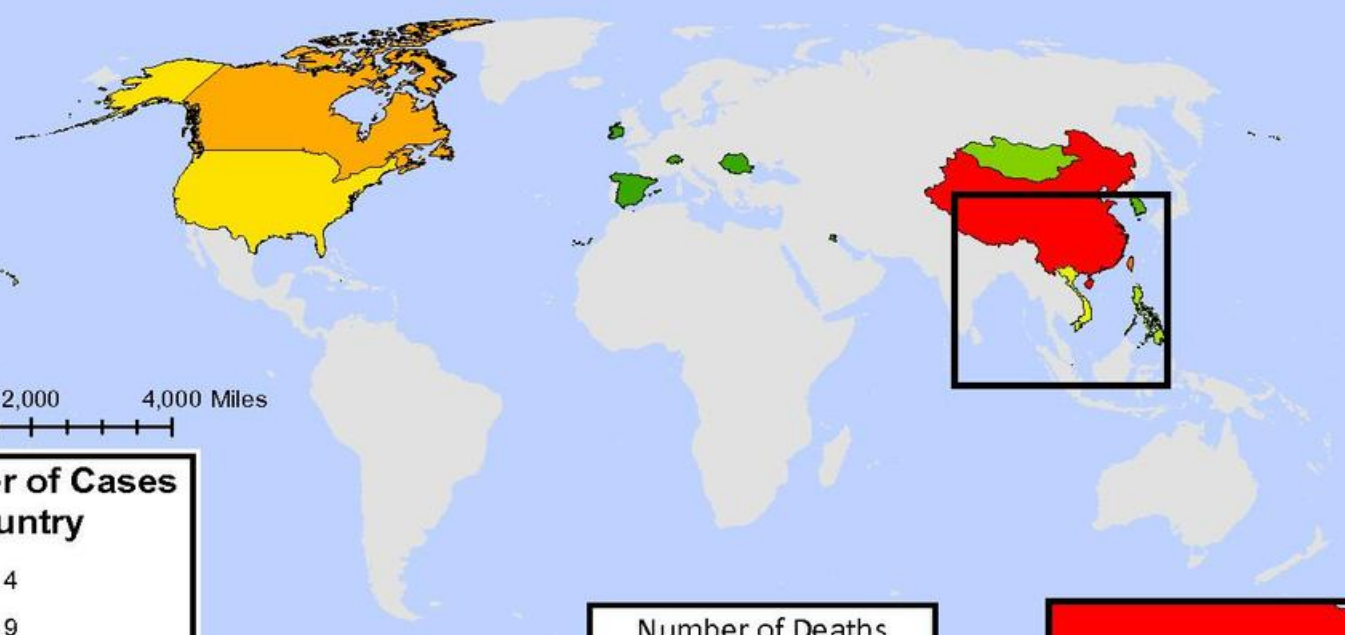 2,000 4,000 Miles
r of Cases
untry
4
9
Number of Deaths